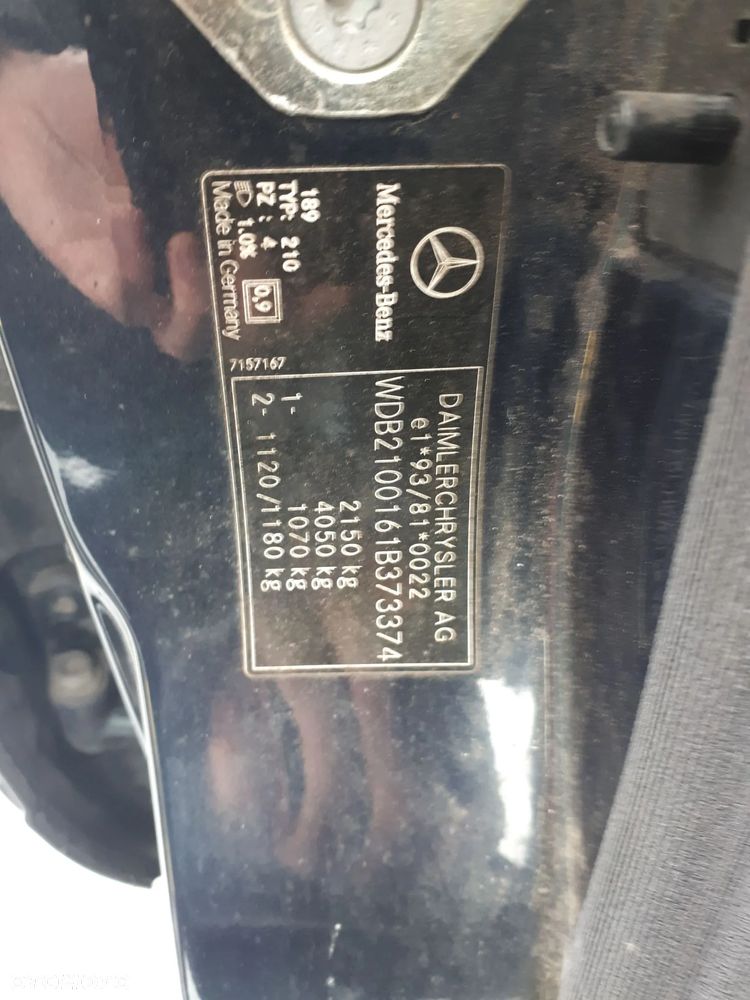 Mercedes-Benz
189
TYP: 210
PZ : 4
1.0%
0,9
Made in Germany
7157167
DAIMLERCHRYSLER AG
e1*93/81*0022
WDB2100161B373374
2150 kg
4050 kg
1- 1070 kg
2- 1120/1180 kg